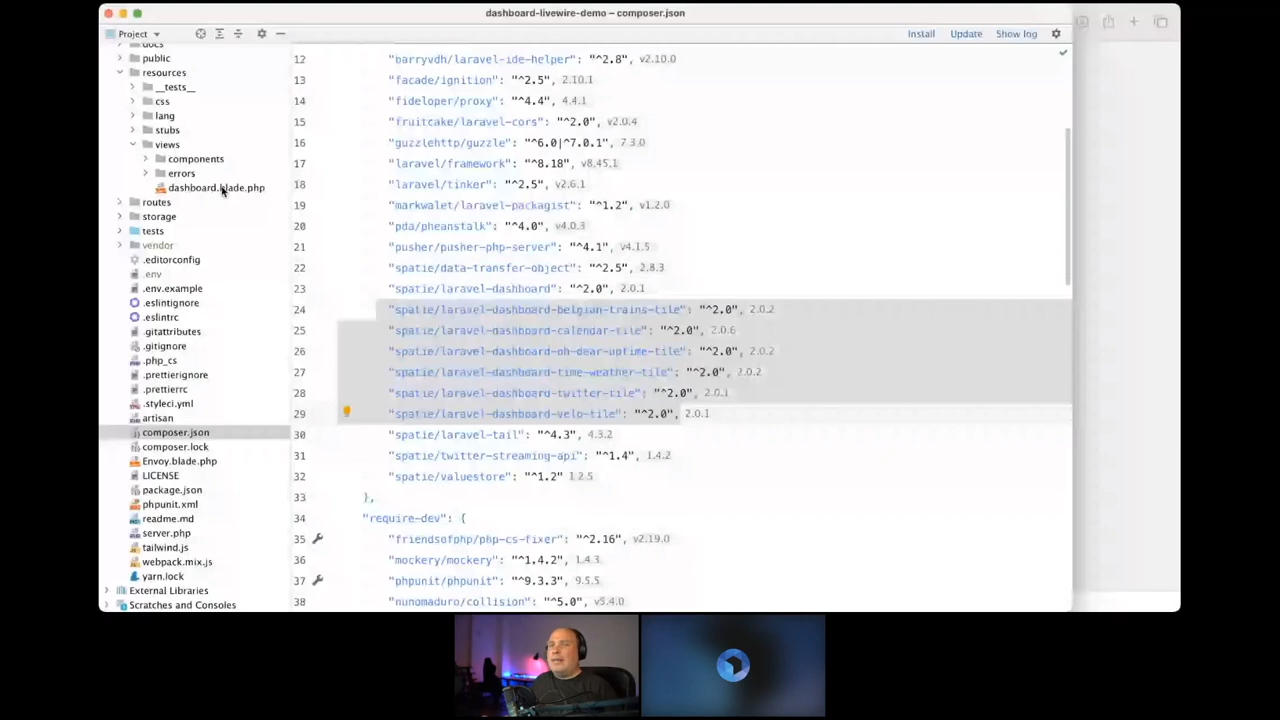 dashboard-livewire-demo – composer.json
Project
Install Update Show log
docs
public
resources
__tests__
css
lang
stubs
views
components
errors
dashboard.blade.php
routes
storage
tests
vendor
.editorconfig
.env
.env.example
.eslintignore
.eslintrc
.gitattributes
.gitignore
.php_cs
.prettierignore
.prettierrc
.styleci.yml
artisan
composer.json
composer.lock
Envoy.blade.php
LICENSE
package.json
phpunit.xml
readme.md
server.php
tailwind.js
webpack.mix.js
yarn.lock
External Libraries
Scratches and Consoles
12 "barryvdh/laravel-ide-helper": "^2.8", v2.10.0
13 "facade/ignition": "^2.5", 2.10.1
14 "fideloper/proxy": "^4.4", 4.4.1
15 "fruitcake/laravel-cors": "^2.0", v2.0.4
16 "guzzlehttp/guzzle": "^6.0|^7.0.1", 7.3.0
17 "laravel/framework": "^8.18", v8.45.1
18 "laravel/tinker": "^2.5", v2.6.1
19 "markwalet/laravel-packagist": "^1.2", v1.2.0
20 "pda/pheanstalk": "^4.0", v4.0.3
21 "pusher/pusher-php-server": "^4.1", v4.1.5
22 "spatie/data-transfer-object": "^2.5", 2.8.3
23 "spatie/laravel-dashboard": "^2.0", 2.0.1
24 "spatie/laravel-dashboard-belgian-trains-tile": "^2.0", 2.0.2
25 "spatie/laravel-dashboard-calendar-tile": "^2.0", 2.0.6
26 "spatie/laravel-dashboard-oh-dear-uptime-tile": "^2.0", 2.0.2
27 "spatie/laravel-dashboard-time-weather-tile": "^2.0", 2.0.2
28 "spatie/laravel-dashboard-twitter-tile": "^2.0", 2.0.1
29 "spatie/laravel-dashboard-velo-tile": "^2.0", 2.0.1
30 "spatie/laravel-tail": "^4.3", 4.3.2
31 "spatie/twitter-streaming-api": "^1.4", 1.4.2
32 "spatie/valuestore": "^1.2" 1.2.5
33 },
34 "require-dev": {
35 "friendsofphp/php-cs-fixer": "^2.16", v2.19.0
36 "mockery/mockery": "^1.4.2", 1.4.3
37 "phpunit/phpunit": "^9.3.3", 9.5.5
38 "nunomaduro/collision": "^5.0", v5.4.0